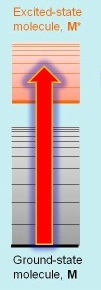 Excited-state
molecule, M*
Ground-state
molecule, M